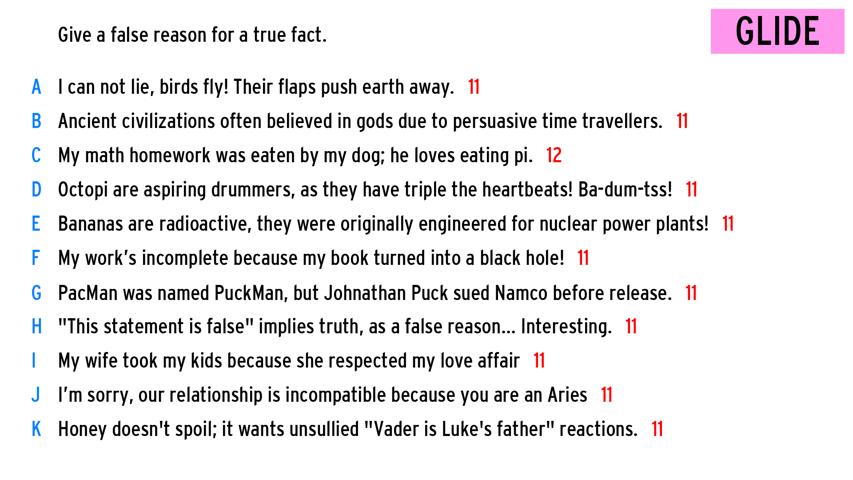 Give a false reason for a true fact.
GLIDE
A I can not lie, birds fly! Their flaps push earth away. 11
B Ancient civilizations often believed in gods due to persuasive time travellers. 11
C My math homework was eaten by my dog; he loves eating pi. 12
D Octopi are aspiring drummers, as they have triple the heartbeats! Ba-dum-tss! 11
E Bananas are radioactive, they were originally engineered for nuclear power plants! 11
F My work's incomplete because my book turned into a black hole! 11
G PacMan was named PuckMan, but Johnathan Puck sued Namco before release. 11
H "This statement is false" implies truth, as a false reason... Interesting. 11
I My wife took my kids because she respected my love affair 11
J I'm sorry, our relationship is incompatible because you are an Aries 11
K Honey doesn't spoil; it wants unsullied "Vader is Luke's father" reactions. 11